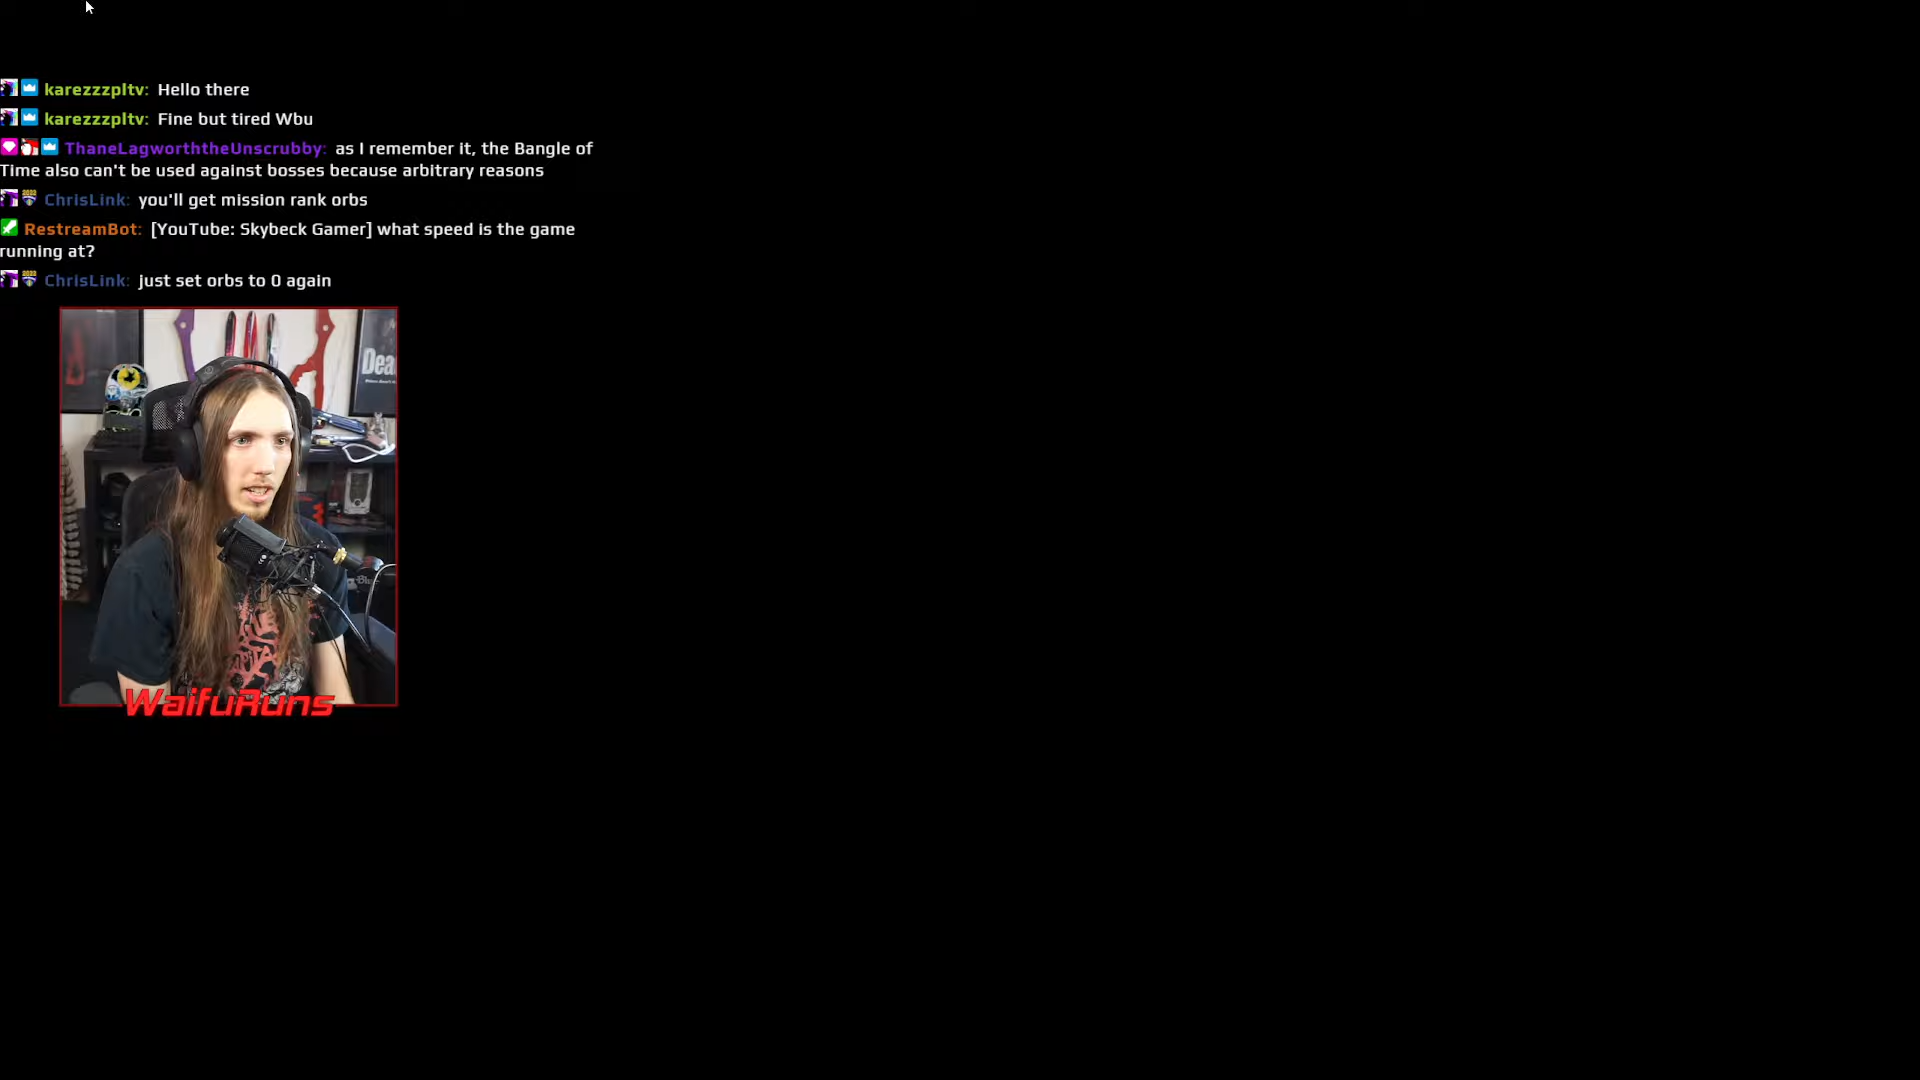 karezzzpltv: Hello there
karezzzpltv: Fine but tired Wbu
ThaneLagworththeUnscrubby: as I remember it, the Bangle of
Time also can't be used against bosses because arbitrary reasons
ChrisLink: you'll get mission rank orbs
RestreamBot: [YouTube: Skybeck Gamer] what speed is the game
running at?
ChrisLink: just set orbs to 0 again
Dea
WaifuRuns